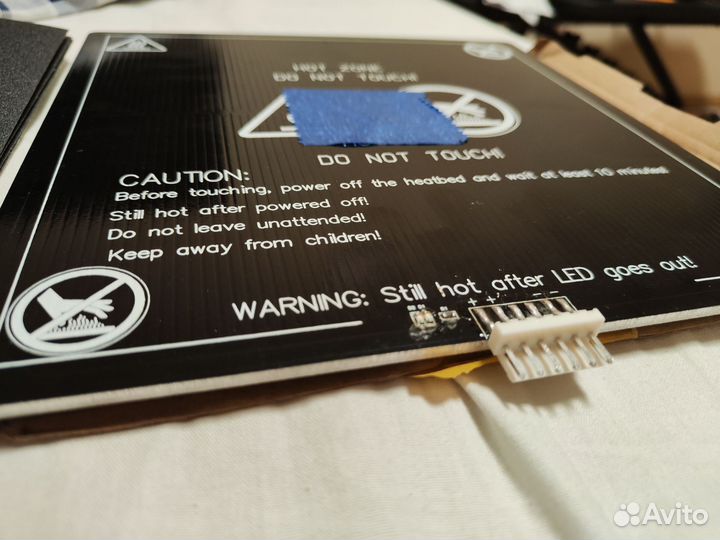 HOT ZONE
DO NOT TOUCH!
DO NOT TOUCH!
CAUTION:
Before touching, power off the heatbed and wait at least 10 minutes!
Still hot after powered off!
Do not leave unattended!
Keep away from children!
WARNING: Still hot after LED goes out!
+ + - -
Avito